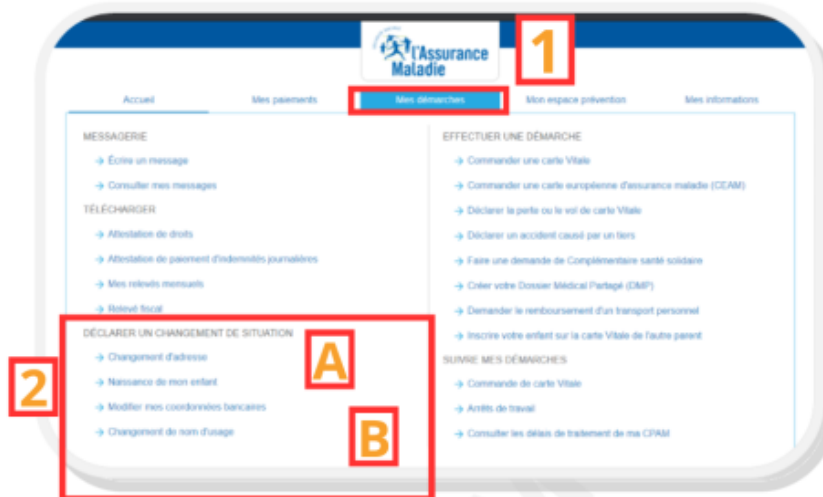 l'Assurance
Maladie
1
Accueil
Mes paiements
Mes démarches
Mon espace prévention
Mes informations
MESSAGERIE
→ Écrire un message
→ Consulter mes messages
TÉLÉCHARGER
→ Attestation de droits
→ Attestation de paiement d'indemnités journalières
→ Mes relevés mensuels
→ Relevé fiscal
2
DÉCLARER UN CHANGEMENT DE SITUATION
A
→ Changement d'adresse
→ Naissance de mon enfant
→ Modifier mes coordonnées bancaires
B
→ Changement de nom d'usage
EFFECTUER UNE DÉMARCHE
→ Commander une carte Vitale
→ Commander une carte européenne d'assurance maladie (CEAM)
→ Déclarer la perte ou le vol de carte Vitale
→ Déclarer un accident causé par un tiers
→ Faire une demande de Complémentaire santé solidaire
→ Créer votre Dossier Médical Partagé (DMP)
→ Demander le remboursement d'un transport personnel
→ Inscrire votre enfant sur la carte Vitale de l'autre parent
SUIVRE MES DÉMARCHES
→ Commande de carte Vitale
→ Arrêts de travail
→ Consulter les délais de traitement de ma CPAM